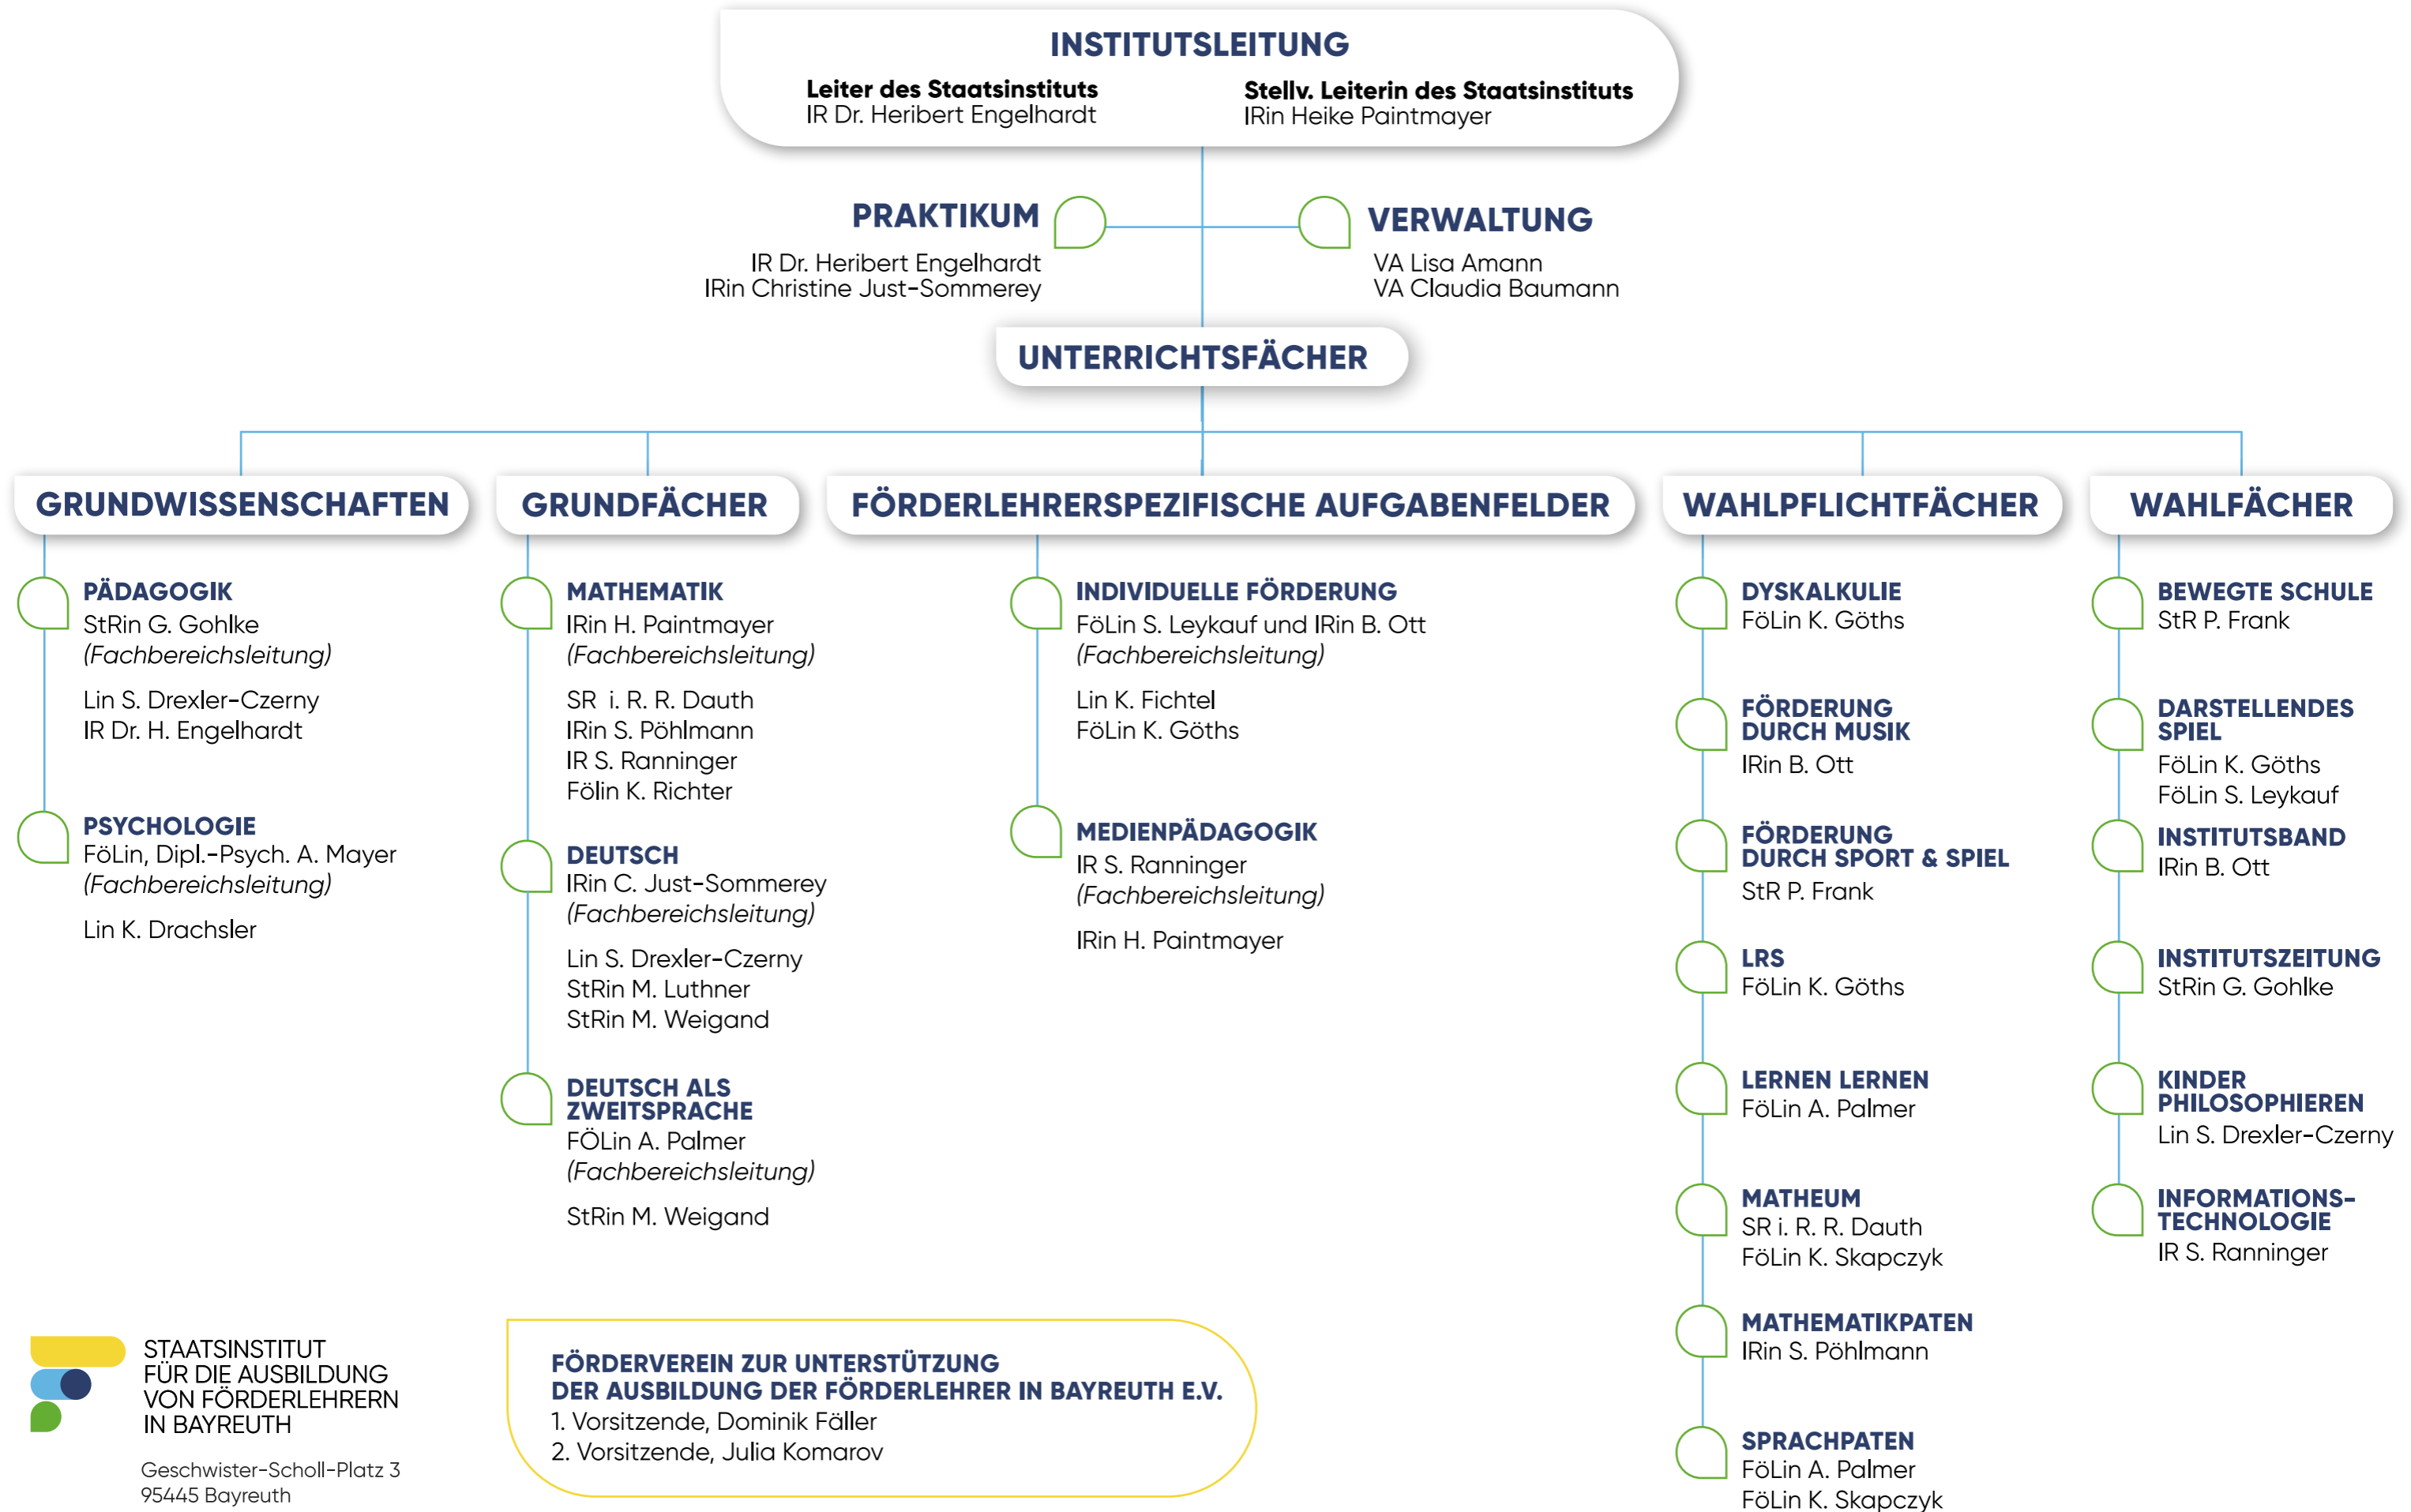 INSTITUTSLEITUNG
Leiter des Staatsinstituts
IR Dr. Heribert Engelhardt
Stellv. Leiterin des Staatsinstituts
IRin Heike Paintmayer
PRAKTIKUM
IR Dr. Heribert Engelhardt
IRin Christine Just-Sommerey
VERWALTUNG
VA Lisa Amann
VA Claudia Baumann
UNTERRICHTSFÄCHER
GRUNDWISSENSCHAFTEN
PÄDAGOGIK
StRin G. Gohlke
(Fachbereichsleitung)
Lin S. Drexler-Czerny
IR Dr. H. Engelhardt
PSYCHOLOGIE
FöLin, Dipl.-Psych. A. Mayer
(Fachbereichsleitung)
Lin K. Drachsler
GRUNDFÄCHER
MATHEMATIK
IRin H. Paintmayer
(Fachbereichsleitung)
SR i. R. R. Dauth
IRin S. Pöhlmann
IR S. Ranninger
Fölin K. Richter
DEUTSCH
IRin C. Just-Sommerey
(Fachbereichsleitung)
Lin S. Drexler-Czerny
StRin M. Luthner
StRin M. Weigand
DEUTSCH ALS
ZWEITSPRACHE
FÖLin A. Palmer
(Fachbereichsleitung)
StRin M. Weigand
FÖRDERLEHRERSPEZIFISCHE AUFGABENFELDER
INDIVIDUELLE FÖRDERUNG
FöLin S. Leykauf und IRin B. Ott
(Fachbereichsleitung)
Lin K. Fichtel
FöLin K. Göths
MEDIENPÄDAGOGIK
IR S. Ranninger
(Fachbereichsleitung)
IRin H. Paintmayer
WAHLPFLICHTFÄCHER
DYSKALKULIE
FöLin K. Göths
FÖRDERUNG
DURCH MUSIK
IRin B. Ott
FÖRDERUNG
DURCH SPORT & SPIEL
StR P. Frank
LRS
FöLin K. Göths
LERNEN LERNEN
FöLin A. Palmer
MATHEUM
SR i. R. R. Dauth
FöLin K. Skapczyk
MATHEMATIKPATEN
IRin S. Pöhlmann
SPRACHPATEN
FöLin A. Palmer
FöLin K. Skapczyk
WAHLFÄCHER
BEWEGTE SCHULE
StR P. Frank
DARSTELLENDES
SPIEL
FöLin K. Göths
FöLin S. Leykauf
INSTITUTSBAND
IRin B. Ott
INSTITUTSZEITUNG
StRin G. Gohlke
KINDER
PHILOSOPHIEREN
Lin S. Drexler-Czerny
INFORMATIONS-
TECHNOLOGIE
IR S. Ranninger
STAATSINSTITUT
FÜR DIE AUSBILDUNG
VON FÖRDERLEHRERN
IN BAYREUTH
Geschwister-Scholl-Platz 3
95445 Bayreuth
FÖRDERVEREIN ZUR UNTERSTÜTZUNG
DER AUSBILDUNG DER FÖRDERLEHRER IN BAYREUTH E.V.
1. Vorsitzende, Dominik Fäller
2. Vorsitzende, Julia Komarov